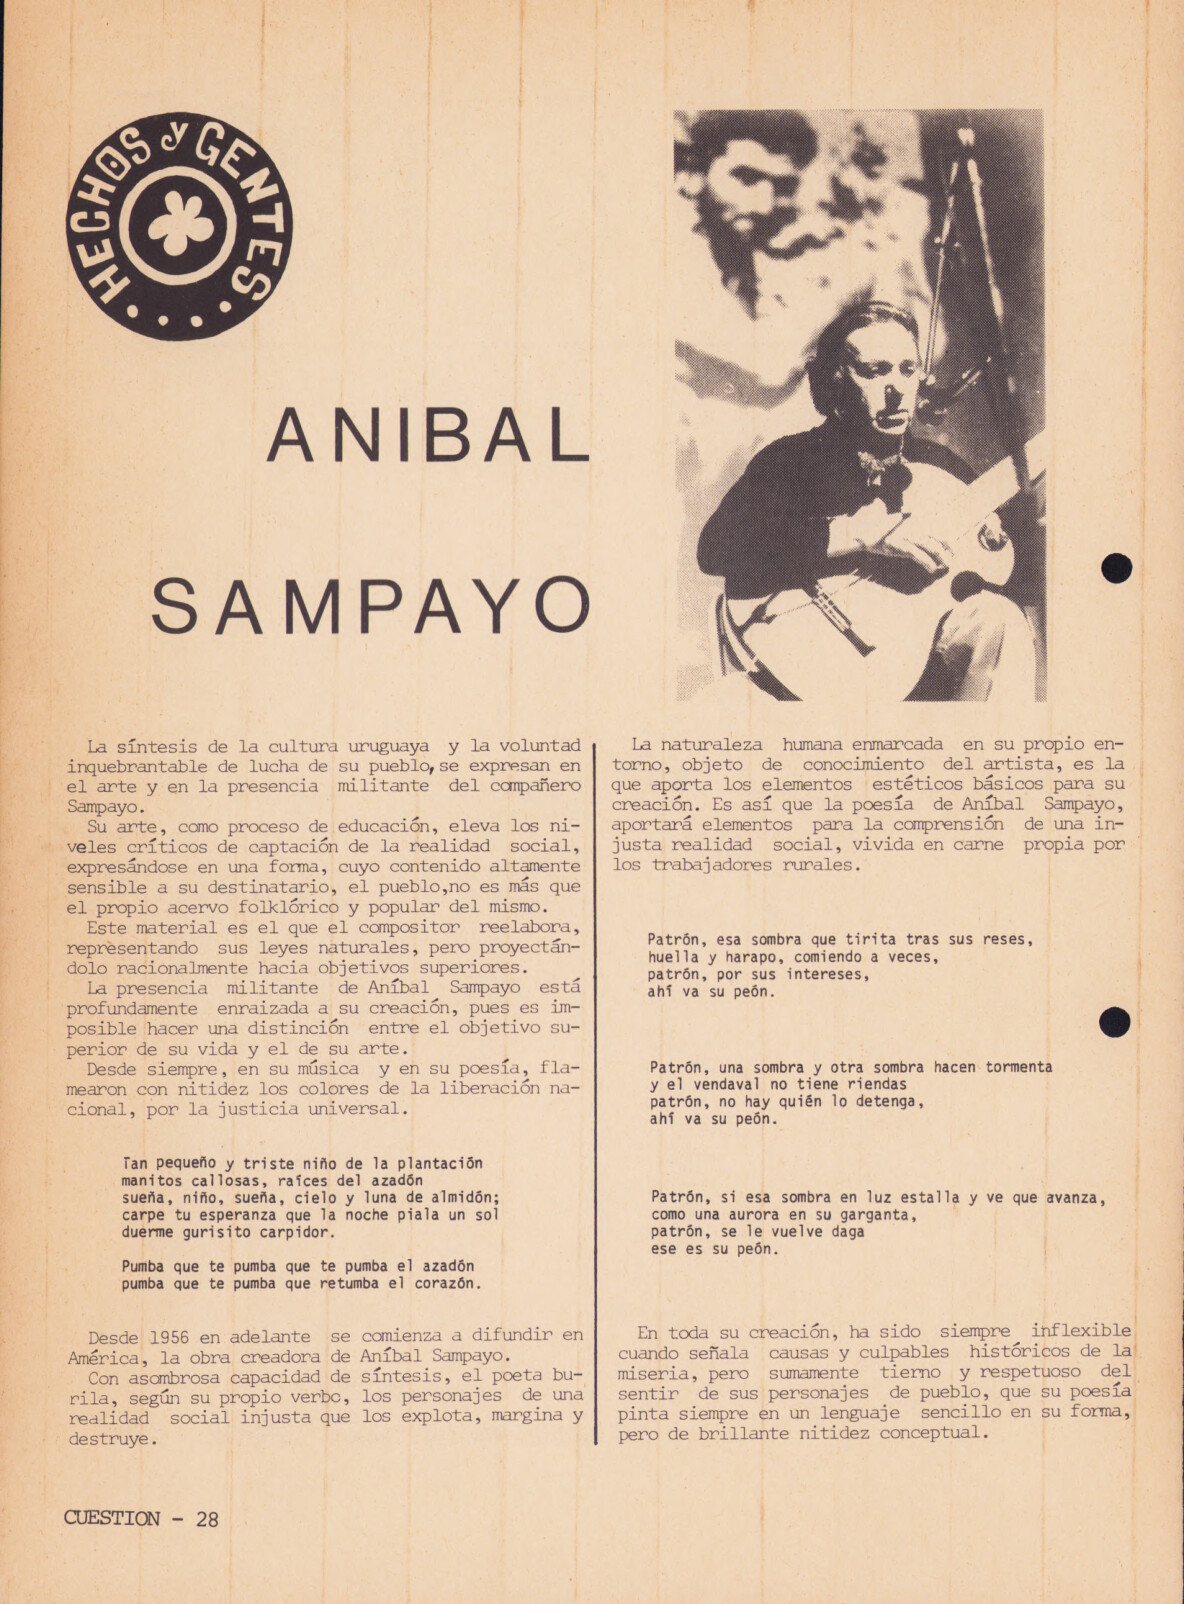 HECHOS y GENTES
ANIBAL
SAMPAYO
La síntesis de la cultura uruguaya y la voluntad
inquebrantable de lucha de su pueblo, se expresan en
el arte y en la presencia militante del compañero
Sampayo.
Su arte, como proceso de educación, eleva los ni-
veles críticos de captación de la realidad social,
expresándose en una forma, cuyo contenido altamente
sensible a su destinatario, el pueblo,no es más que
el propio acervo folklórico y popular del mismo.
Este material es el que el compositor reelabora,
representando sus leyes naturales, pero proyectán-
dolo racionalmente hacia objetivos superiores.
La presencia militante de Aníbal Sampayo está
profundamente enraizada a su creación, pues es im-
posible hacer una distinción entre el objetivo su-
perior de su vida y el de su arte.
Desde siempre, en su música y en su poesía, fla-
mearon con nitidez los colores de la liberación na-
cional, por la justicia universal.
Tan pequeño y triste niño de la plantación
manitos callosas, raíces del azadón
sueña, niño, sueña, cielo y luna de almidón;
carpe tu esperanza que la noche piala un sol
duerme gurisito carpidor.
Pumba que te pumba que te pumba el azadón
pumba que te pumba que retumba el corazón.
Desde 1956 en adelante se comienza a difundir en
América, la obra creadora de Aníbal Sampayo.
Con asombrosa capacidad de síntesis, el poeta bu-
rila, según su propio verbo, los personajes de una
realidad social injusta que los explota, margina y
destruye.
La naturaleza humana enmarcada en su propio en-
torno, objeto de conocimiento del artista, es la
que aporta los elementos estéticos básicos para su
creación. Es así que la poesía de Aníbal Sampayo,
aportará elementos para la comprensión de una in-
justa realidad social, vivida en carne propia por
los trabajadores rurales.
Patrón, esa sombra que tirita tras sus reses,
huella y harapo, comiendo a veces,
patrón, por sus intereses,
ahí va su peón.
Patrón, una sombra y otra sombra hacen tormenta
y el vendaval no tiene riendas
patrón, no hay quién lo detenga,
ahí va su peón.
Patrón, si esa sombra en luz estalla y ve que avanza,
como una aurora en su garganta,
patrón, se le vuelve daga
ese es su peón.
En toda su creación, ha sido siempre inflexible
cuando señala causas y culpables históricos de la
miseria, pero sumamente tierno y respetuoso del
sentir de sus personajes de pueblo, que su poesía
pinta siempre en un lenguaje sencillo en su forma,
pero de brillante nitidez conceptual.
CUESTION - 28